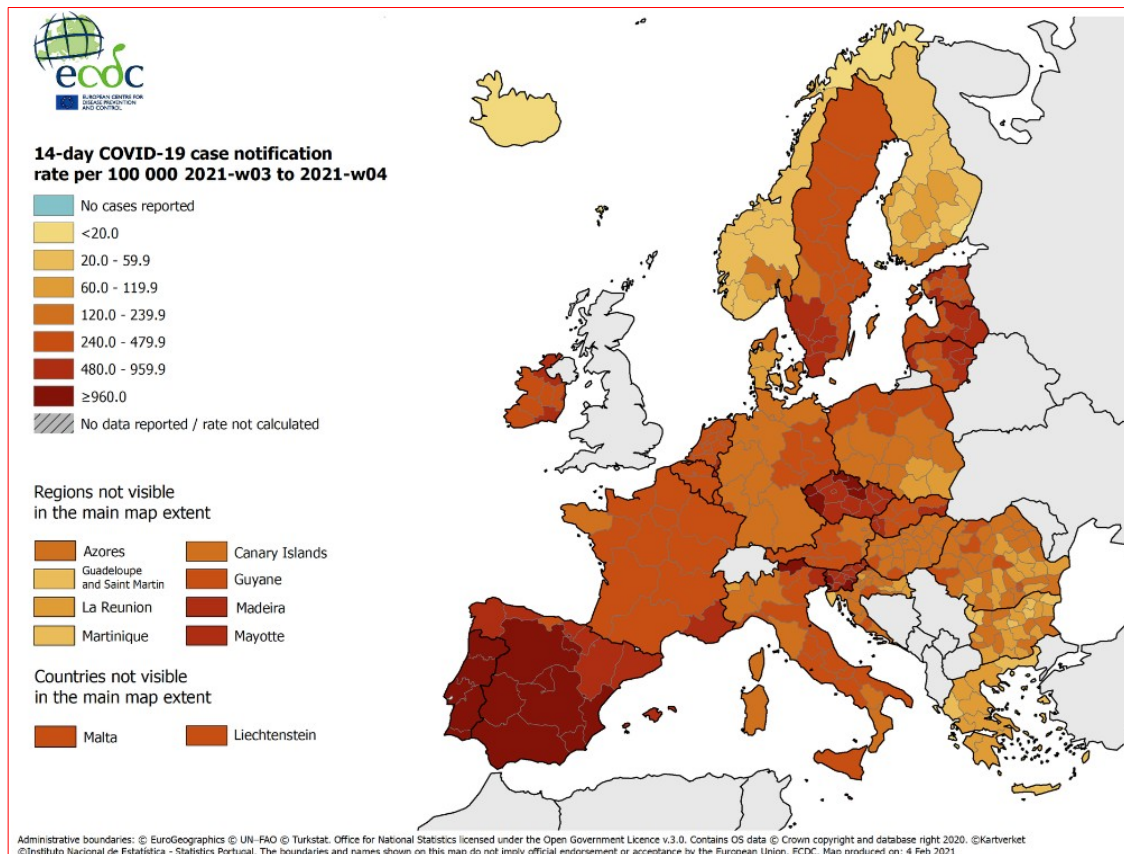 ecdc
EUROPEAN CENTRE FOR
DISEASE PREVENTION
AND CONTROL
14-day COVID-19 case notification
rate per 100 000 2021-w03 to 2021-w04
No cases reported
<20.0
20.0 - 59.9
60.0 - 119.9
120.0 - 239.9
240.0 - 479.9
480.0 - 959.9
≥960.0
No data reported / rate not calculated
Regions not visible
in the main map extent
Azores
Canary Islands
Guadeloupe
and Saint Martin
Guyane
La Reunion
Madeira
Martinique
Mayotte
Countries not visible
in the main map extent
Malta
Liechtenstein
Administrative boundaries: © EuroGeographics © UN-FAO © Turkstat. Office for National Statistics licensed under the Open Government Licence v.3.0. Contains OS data © Crown copyright and database right 2020. ©Kartverket
©Instituto Nacional de Estatística - Statistics Portugal. The boundaries and names shown on this map do not imply official endorsement or acceptance by the European Union. ECDC. Map produced on: 4 Feb 2021